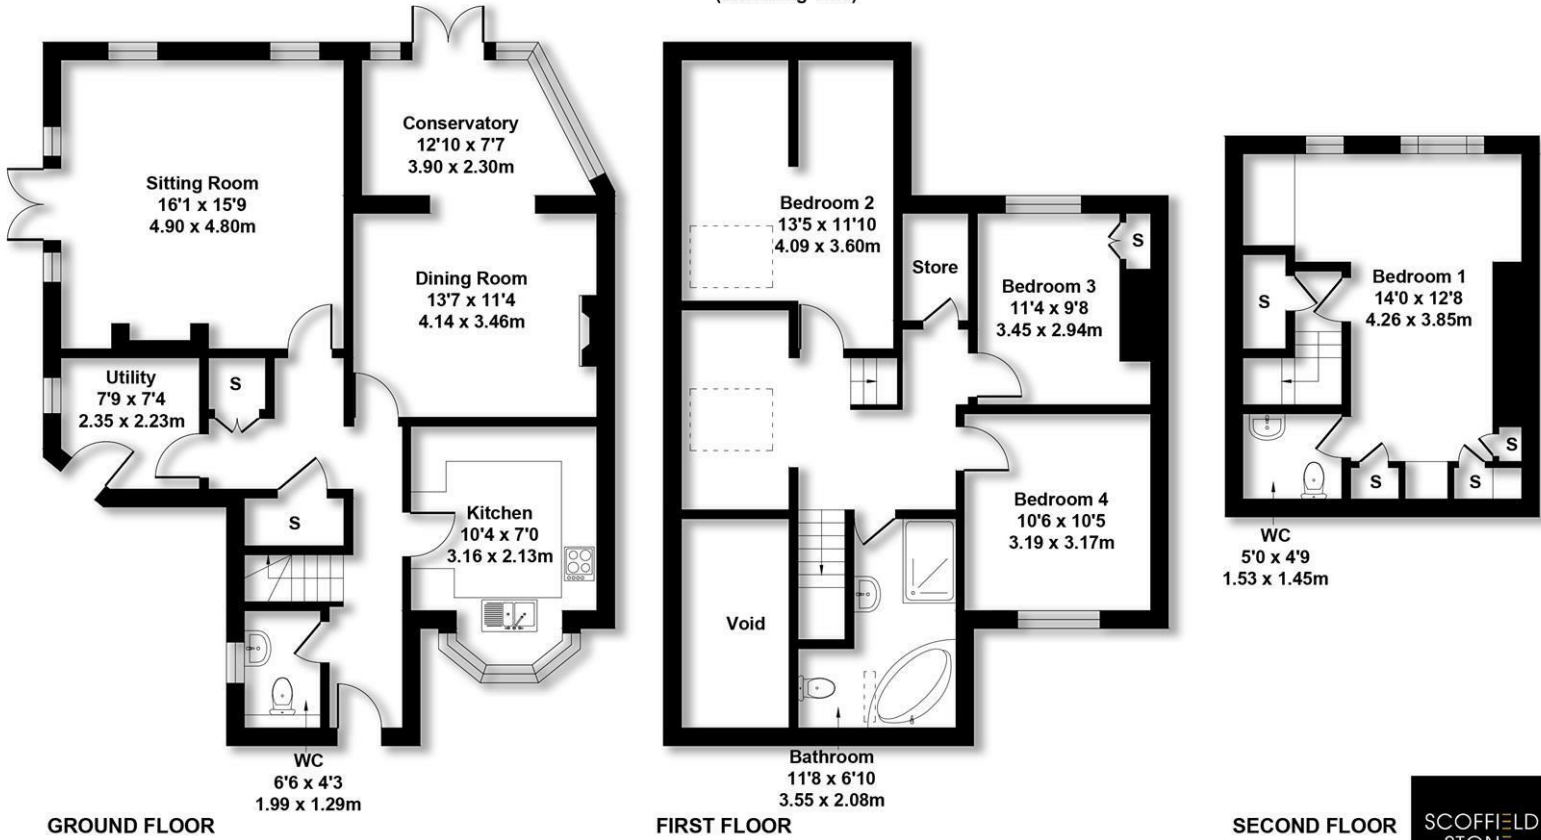 Conservatory
12'10 x 7'7
3.90 x 2.30m
Sitting Room
16'1 x 15'9
4.90 x 4.80m
Dining Room
13'7 x 11'4
4.14 x 3.46m
Utility
7'9 x 7'4
2.35 x 2.23m
S
S
Kitchen
10'4 x 7'0
3.16 x 2.13m
WC
6'6 x 4'3
1.99 x 1.29m
GROUND FLOOR
Bedroom 2
13'5 x 11'10
4.09 x 3.60m
Store
Bedroom 3
11'4 x 9'8
3.45 x 2.94m
S
Bedroom 4
10'6 x 10'5
3.19 x 3.17m
Void
Bathroom
11'8 x 6'10
3.55 x 2.08m
FIRST FLOOR
Bedroom 1
14'0 x 12'8
4.26 x 3.85m
S
S
S
S
WC
5'0 x 4'9
1.53 x 1.45m
SECOND FLOOR
SCOFFIELD
STONE